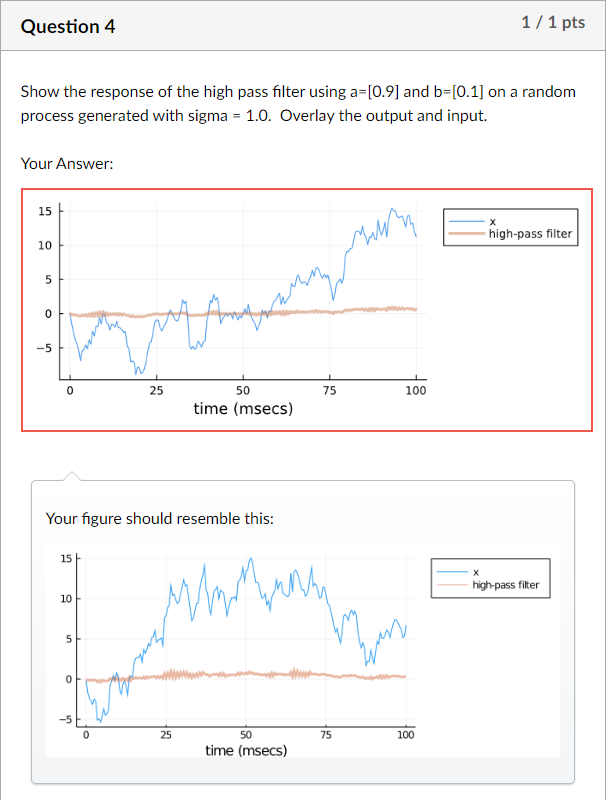 Question 4
1 / 1 pts
Show the response of the high pass filter using a=[0.9] and b=[0.1] on a random
process generated with sigma = 1.0.  Overlay the output and input.
Your Answer:
15
10
5
0
−5
0 25 50 75 100
time (msecs)
x
high-pass filter
Your figure should resemble this:
15
10
5
0
−5
0 25 50 75 100
time (msecs)
x
high-pass filter